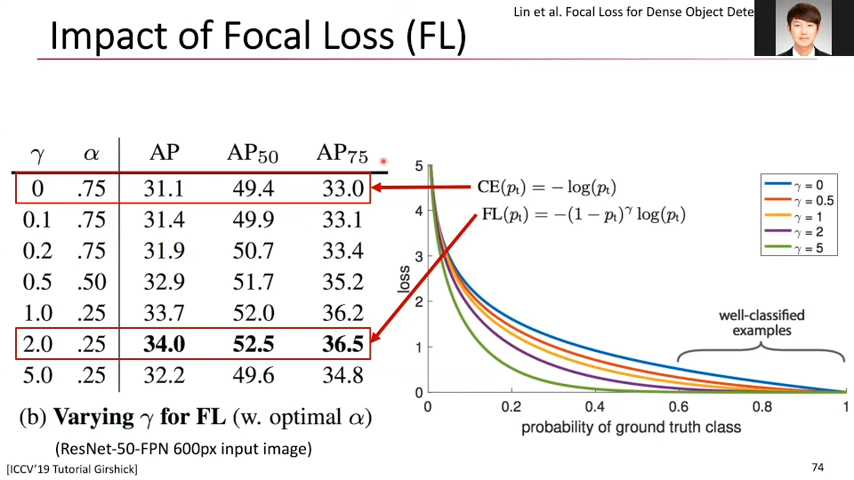 Lin et al. Focal Loss for Dense Object Dete
Impact of Focal Loss (FL)
γ α AP AP50 AP75
0 .75 31.1 49.4 33.0
0.1 .75 31.4 49.9 33.1
0.2 .75 31.9 50.7 33.4
0.5 .50 32.9 51.7 35.2
1.0 .25 33.7 52.0 36.2
2.0 .25 34.0 52.5 36.5
5.0 .25 32.2 49.6 34.8
(b) Varying γ for FL (w. optimal α)
(ResNet-50-FPN 600px input image)
[ICCV'19 Tutorial Girshick]
CE(pt) = − log(pt)
FL(pt) = −(1 − pt)^γ log(pt)
γ = 0
γ = 0.5
γ = 1
γ = 2
γ = 5
well-classified
examples
loss
5
4
3
2
1
0
0 0.2 0.4 0.6 0.8 1
probability of ground truth class
74